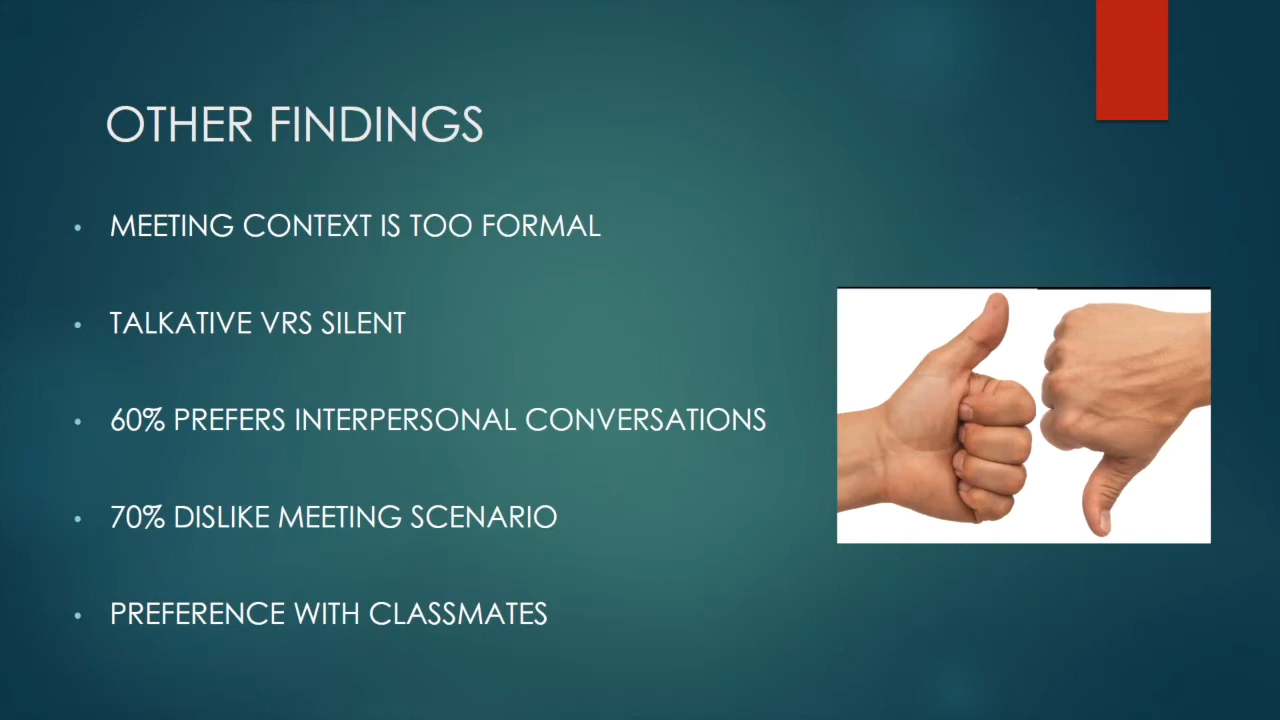 OTHER FINDINGS
MEETING CONTEXT IS TOO FORMAL
TALKATIVE VRS SILENT
60% PREFERS INTERPERSONAL CONVERSATIONS
70% DISLIKE MEETING SCENARIO
PREFERENCE WITH CLASSMATES